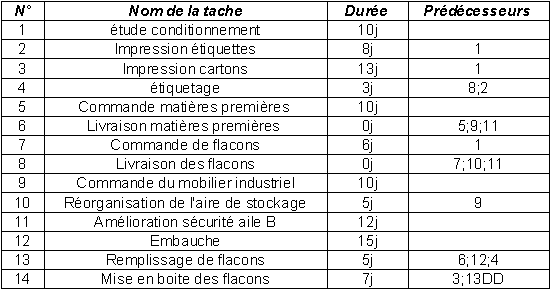 N° Nom de la tache Durée Prédécesseurs
1 étude conditionnement 10j
2 Impression étiquettes 8j 1
3 Impression cartons 13j 1
4 étiquetage 3j 8;2
5 Commande matières premières 10j
6 Livraison matières premières 0j 5;9;11
7 Commande de flacons 6j 1
8 Livraison des flacons 0j 7;10;11
9 Commande du mobilier industriel 10j
10 Réorganisation de l'aire de stockage 5j 9
11 Amélioration sécurité aile B 12j
12 Embauche 15j
13 Remplissage de flacons 5j 6;12;4
14 Mise en boite des flacons 7j 3;13DD